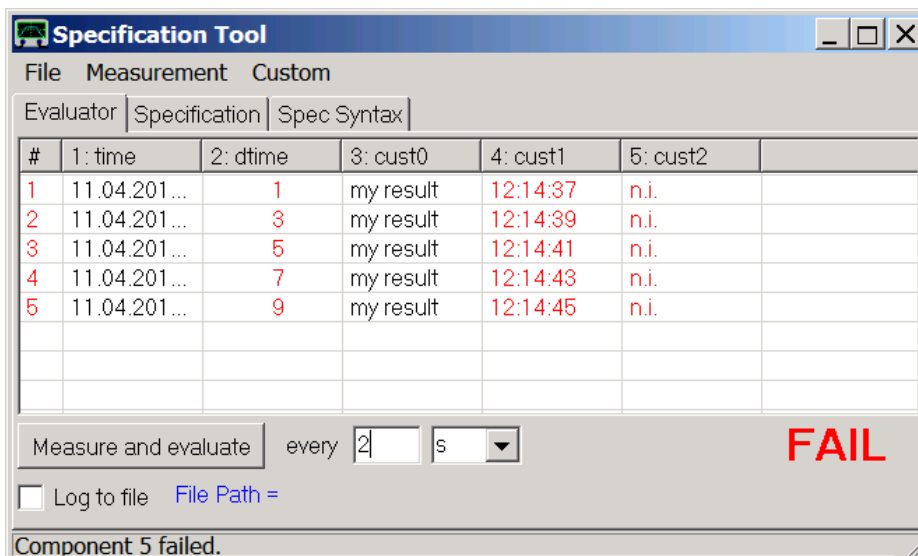 Specification Tool
File Measurement Custom
Evaluator Specification Spec Syntax
# 1: time 2: dtime 3: cust0 4: cust1 5: cust2
1 11.04.201... 1 my result 12:14:37 n.i.
2 11.04.201... 3 my result 12:14:39 n.i.
3 11.04.201... 5 my result 12:14:41 n.i.
4 11.04.201... 7 my result 12:14:43 n.i.
5 11.04.201... 9 my result 12:14:45 n.i.
Measure and evaluate every 2 s FAIL
Log to file File Path =
Component 5 failed.